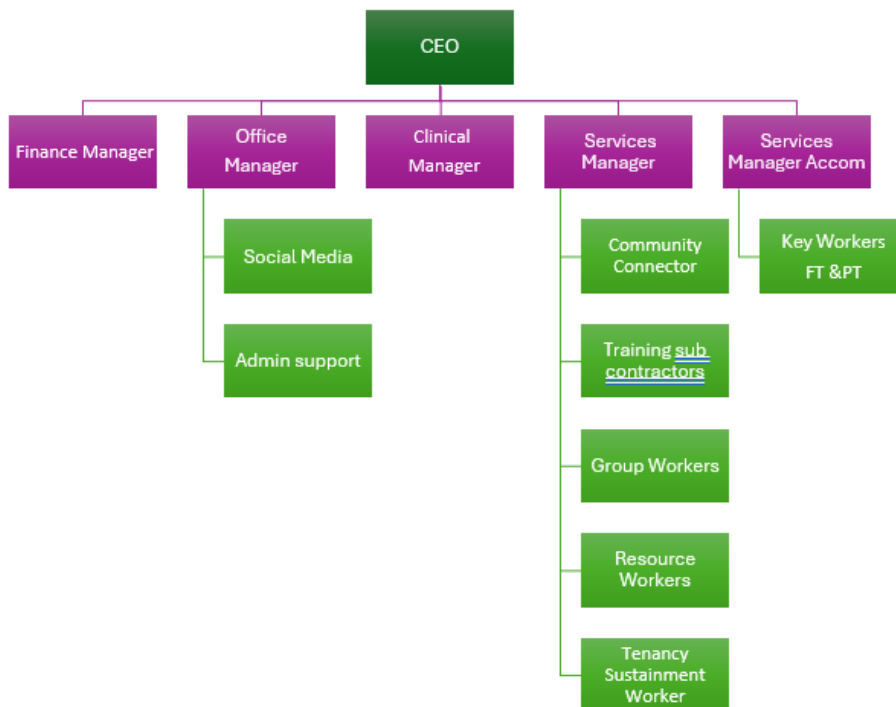 CEO
Finance Manager
Office
Manager
Clinical
Manager
Services
Manager
Services
Manager Accom
Social Media
Admin support
Community
Connector
Training sub
contractors
Group Workers
Resource
Workers
Tenancy
Sustainment
Worker
Key Workers
FT &PT